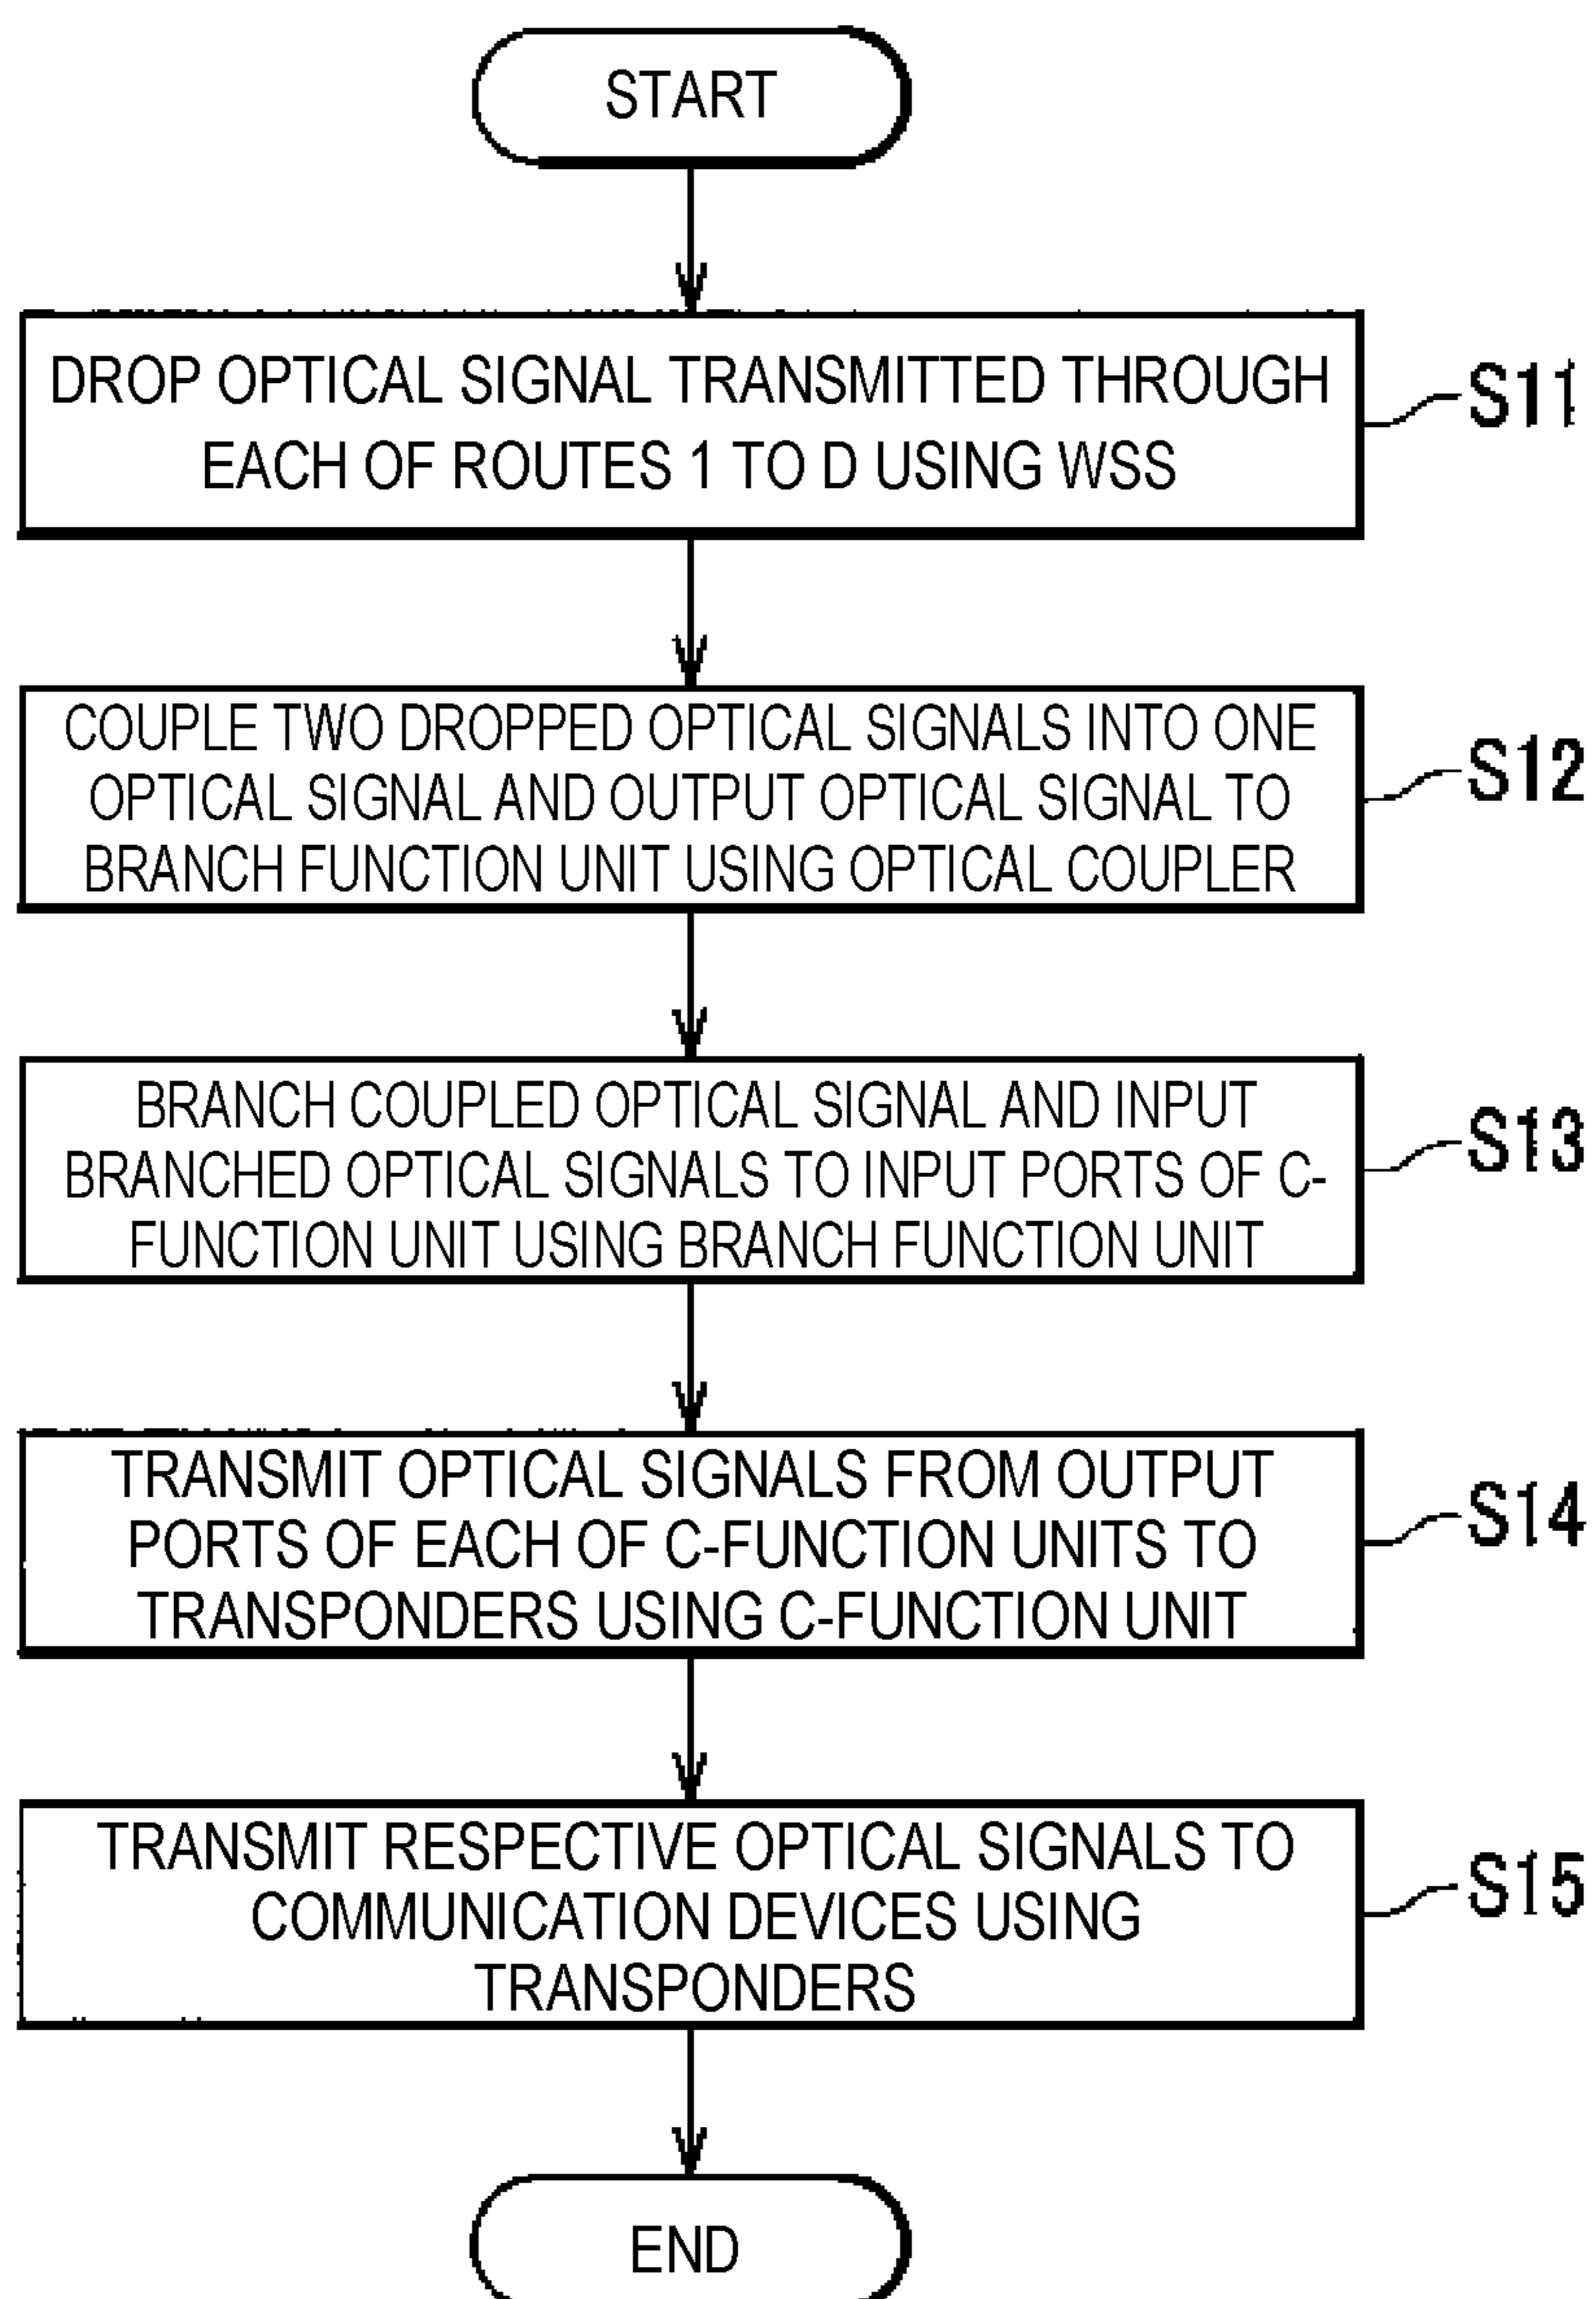 START
DROP OPTICAL SIGNAL TRANSMITTED THROUGH
EACH OF ROUTES 1 TO D USING WSS
S11
COUPLE TWO DROPPED OPTICAL SIGNALS INTO ONE
OPTICAL SIGNAL AND OUTPUT OPTICAL SIGNAL TO
BRANCH FUNCTION UNIT USING OPTICAL COUPLER
S12
BRANCH COUPLED OPTICAL SIGNAL AND INPUT
BRANCHED OPTICAL SIGNALS TO INPUT PORTS OF C-
FUNCTION UNIT USING BRANCH FUNCTION UNIT
S13
TRANSMIT OPTICAL SIGNALS FROM OUTPUT
PORTS OF EACH OF C-FUNCTION UNITS TO
TRANSPONDERS USING C-FUNCTION UNIT
S14
TRANSMIT RESPECTIVE OPTICAL SIGNALS TO
COMMUNICATION DEVICES USING
TRANSPONDERS
S15
END